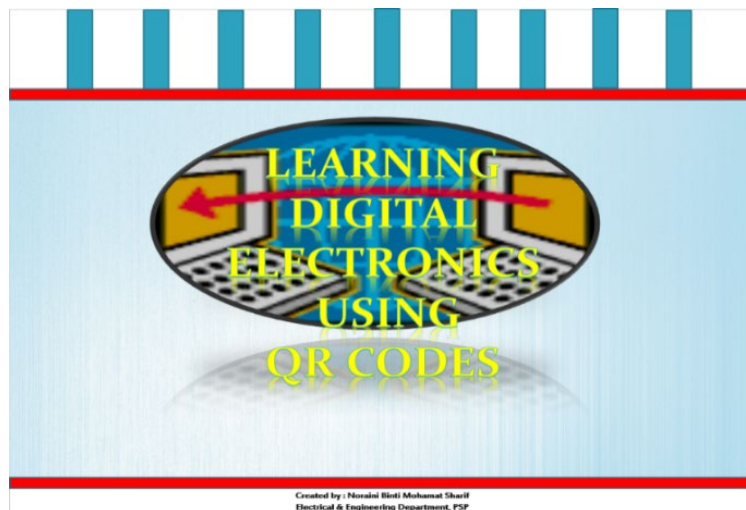 LEARNING
DIGITAL
ELECTRONICS
USING
QR CODES
Created by : Noraini Binti Mohamat Sharif
Electrical & Engineering Department, PSP